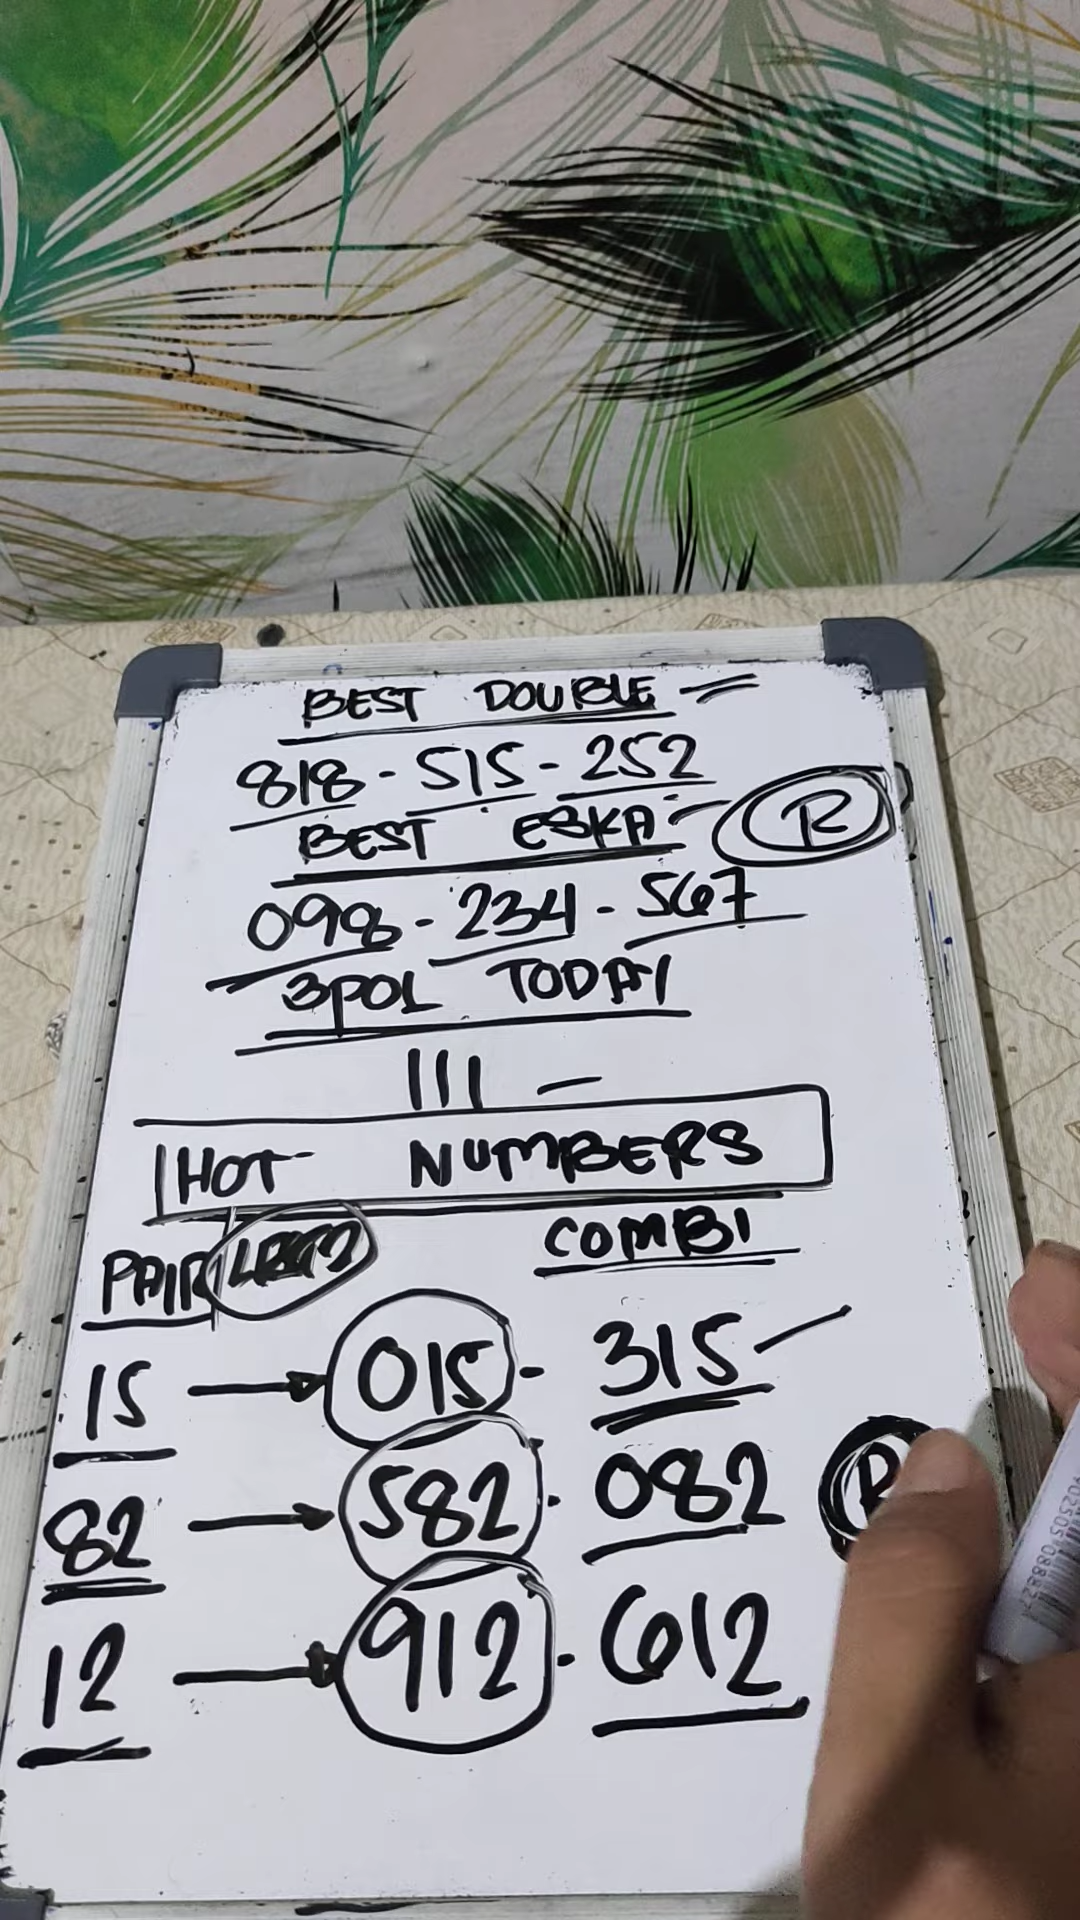 BEST DOUBLE
818 - 515 - 252
BEST ESKA R
098 - 234 - 567
3POL TODAY
111 -
HOT NUMBERS
PAIR COMBI
15 → 015 - 315
82 → 582 - 082 R
12 → 912 - 612